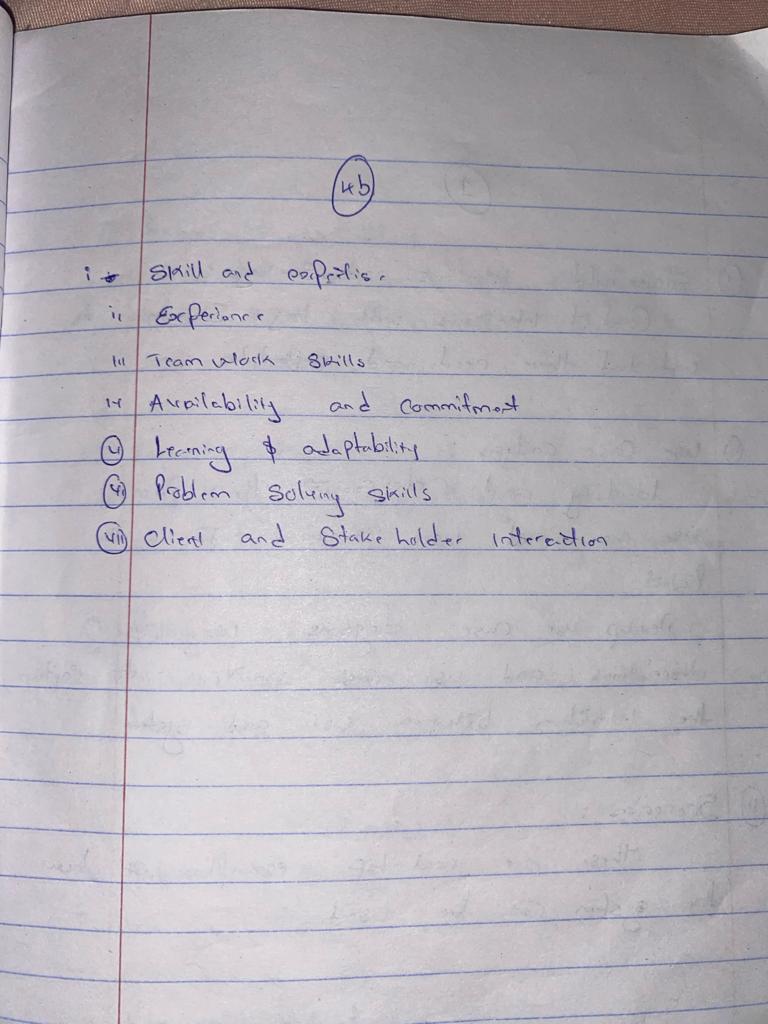 4b
i. Skill and expertise
ii Experience
iii Team work skills
iv Availability and commitment
v Learning & adaptability
vi Problem Solving skills
vii Client and Stake holder interaction